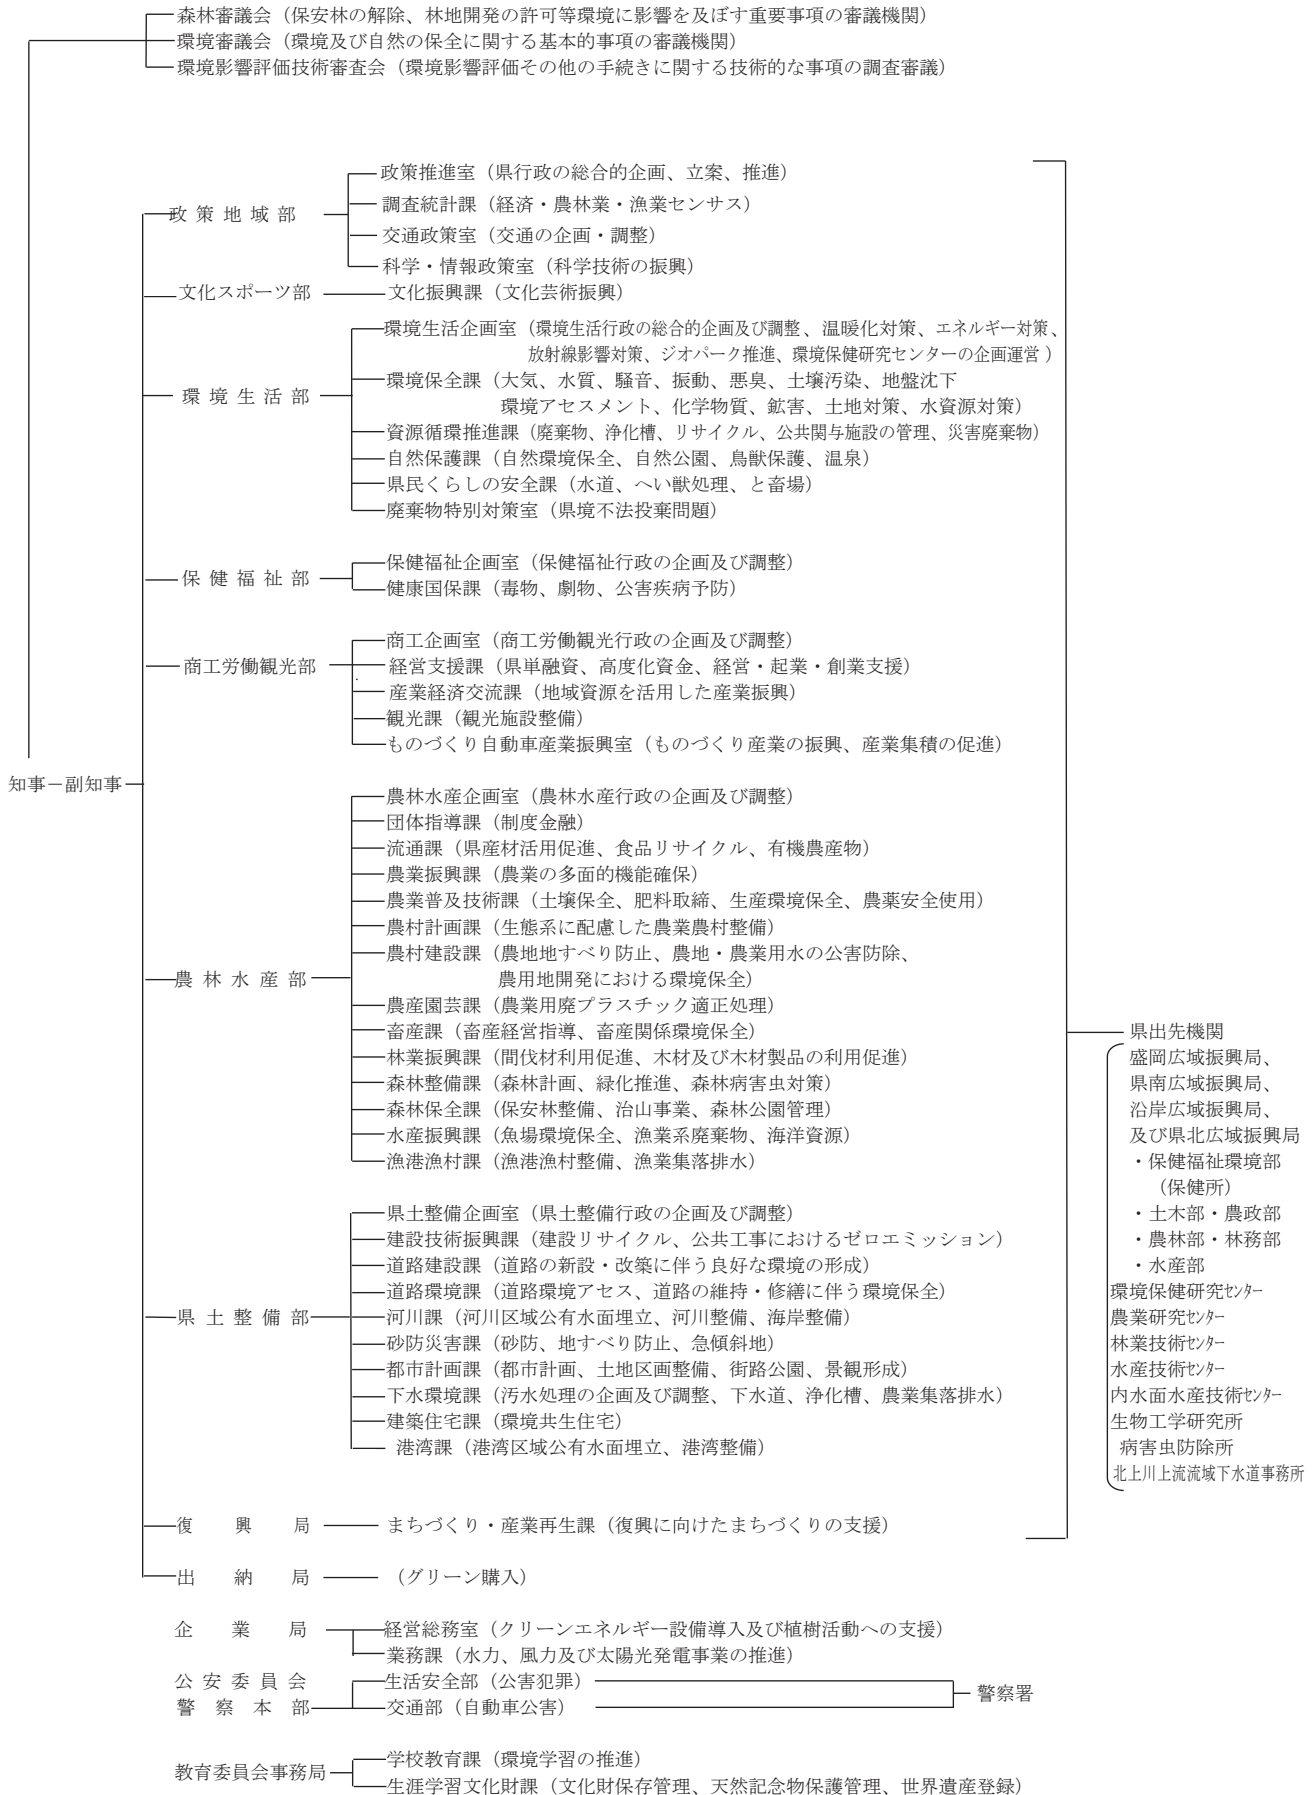 森林審議会（保安林の解除、林地開発の許可等環境に影響を及ぼす重要事項の審議機関）
環境審議会（環境及び自然の保全に関する基本的事項の審議機関）
環境影響評価技術審査会（環境影響評価その他の手続きに関する技術的な事項の調査審議）
政策地域部
政策推進室（県行政の総合的企画、立案、推進）
調査統計課（経済・農林業・漁業センサス）
交通政策室（交通の企画・調整）
科学・情報政策室（科学技術の振興）
文化スポーツ部
文化振興課（文化芸術振興）
環境生活部
環境生活企画室（環境生活行政の総合的企画及び調整、温暖化対策、エネルギー対策、
放射線影響対策、ジオパーク推進、環境保健研究センターの企画運営）
環境保全課（大気、水質、騒音、振動、悪臭、土壌汚染、地盤沈下
環境アセスメント、化学物質、鉱害、土地対策、水資源対策）
資源循環推進課（廃棄物、浄化槽、リサイクル、公共関与施設の管理、災害廃棄物）
自然保護課（自然環境保全、自然公園、鳥獣保護、温泉）
県民くらしの安全課（水道、へい獣処理、と畜場）
廃棄物特別対策室（県境不法投棄問題）
保健福祉部
保健福祉企画室（保健福祉行政の企画及び調整）
健康国保課（毒物、劇物、公害疾病予防）
商工労働観光部
商工企画室（商工労働観光行政の企画及び調整）
経営支援課（県単融資、高度化資金、経営・起業・創業支援）
産業経済交流課（地域資源を活用した産業振興）
観光課（観光施設整備）
ものづくり自動車産業振興室（ものづくり産業の振興、産業集積の促進）
知事－副知事
農林水産部
農林水産企画室（農林水産行政の企画及び調整）
団体指導課（制度金融）
流通課（県産材活用促進、食品リサイクル、有機農産物）
農業振興課（農業の多面的機能確保）
農業普及技術課（土壌保全、肥料取締、生産環境保全、農薬安全使用）
農村計画課（生態系に配慮した農業農村整備）
農村建設課（農地地すべり防止、農地・農業用水の公害防除、
農用地開発における環境保全）
農産園芸課（農業用廃プラスチック適正処理）
畜産課（畜産経営指導、畜産関係環境保全）
林業振興課（間伐材利用促進、木材及び木材製品の利用促進）
森林整備課（森林計画、緑化推進、森林病害虫対策）
森林保全課（保安林整備、治山事業、森林公園管理）
水産振興課（魚場環境保全、漁業系廃棄物、海洋資源）
漁港漁村課（漁港漁村整備、漁業集落排水）
県土整備部
県土整備企画室（県土整備行政の企画及び調整）
建設技術振興課（建設リサイクル、公共工事におけるゼロエミッション）
道路建設課（道路の新設・改築に伴う良好な環境の形成）
道路環境課（道路環境アセス、道路の維持・修繕に伴う環境保全）
河川課（河川区域公有水面埋立、河川整備、海岸整備）
砂防災害課（砂防、地すべり防止、急傾斜地）
都市計画課（都市計画、土地区画整備、街路公園、景観形成）
下水環境課（汚水処理の企画及び調整、下水道、浄化槽、農業集落排水）
建築住宅課（環境共生住宅）
港湾課（港湾区域公有水面埋立、港湾整備）
復興局
まちづくり・産業再生課（復興に向けたまちづくりの支援）
出納局
（グリーン購入）
県出先機関
盛岡広域振興局、
県南広域振興局、
沿岸広域振興局、
及び県北広域振興局
・保健福祉環境部
（保健所）
・土木部・農政部
・農林部・林務部
・水産部
環境保健研究ｾﾝﾀｰ
農業研究ｾﾝﾀｰ
林業技術ｾﾝﾀｰ
水産技術ｾﾝﾀｰ
内水面水産技術ｾﾝﾀｰ
生物工学研究所
病害虫防除所
北上川上流流域下水道事務所
企業局
経営総務室（クリーンエネルギー設備導入及び植樹活動への支援）
業務課（水力、風力及び太陽光発電事業の推進）
公安委員会
警察本部
生活安全部（公害犯罪）
交通部（自動車公害）
警察署
教育委員会事務局
学校教育課（環境学習の推進）
生涯学習文化財課（文化財保存管理、天然記念物保護管理、世界遺産登録）